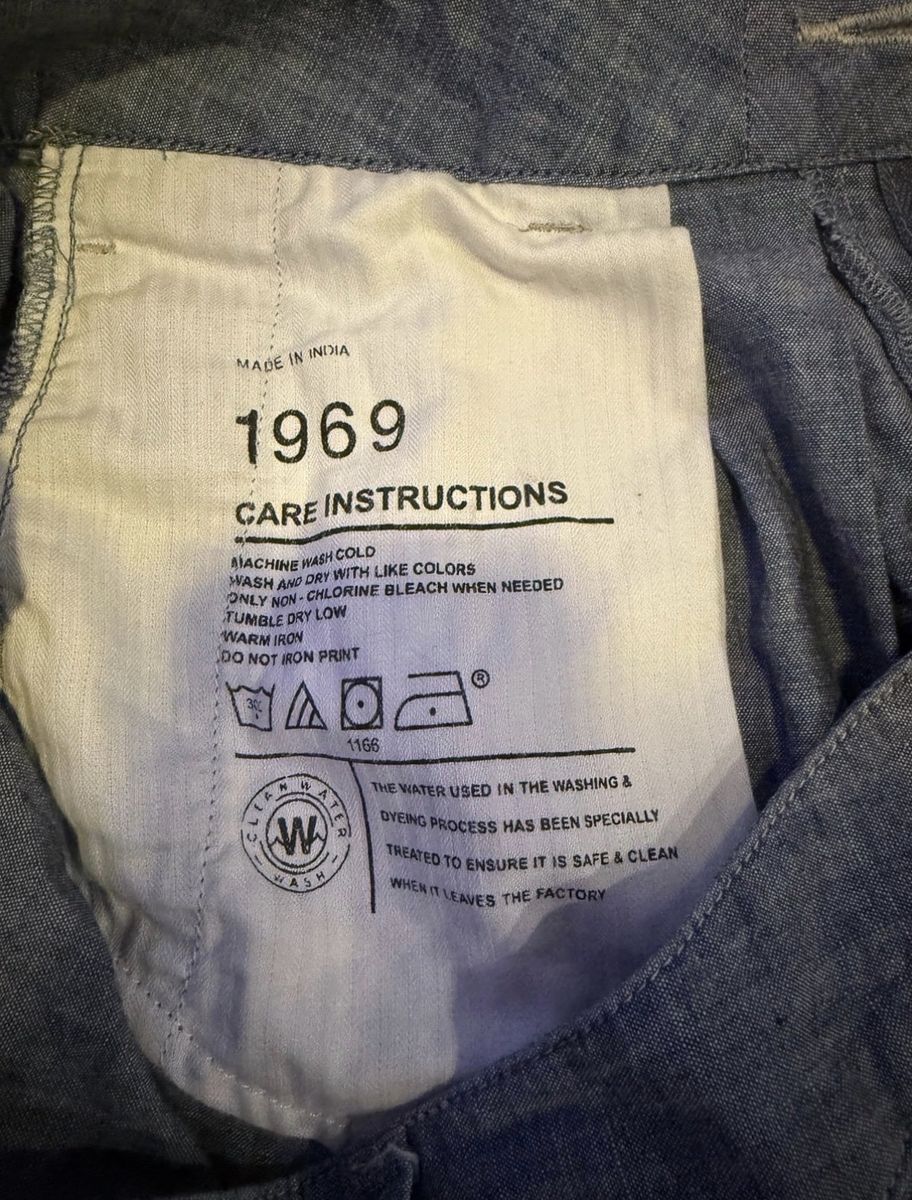 MADE IN INDIA
1969
CARE INSTRUCTIONS
MACHINE WASH COLD
WASH AND DRY WITH LIKE COLORS
ONLY NON - CHLORINE BLEACH WHEN NEEDED
TUMBLE DRY LOW
WARM IRON
DO NOT IRON PRINT
30 ®
1166
CLEAN WATER
W
WASH
THE WATER USED IN THE WASHING &
DYEING PROCESS HAS BEEN SPECIALLY
TREATED TO ENSURE IT IS SAFE & CLEAN
WHEN IT LEAVES THE FACTORY